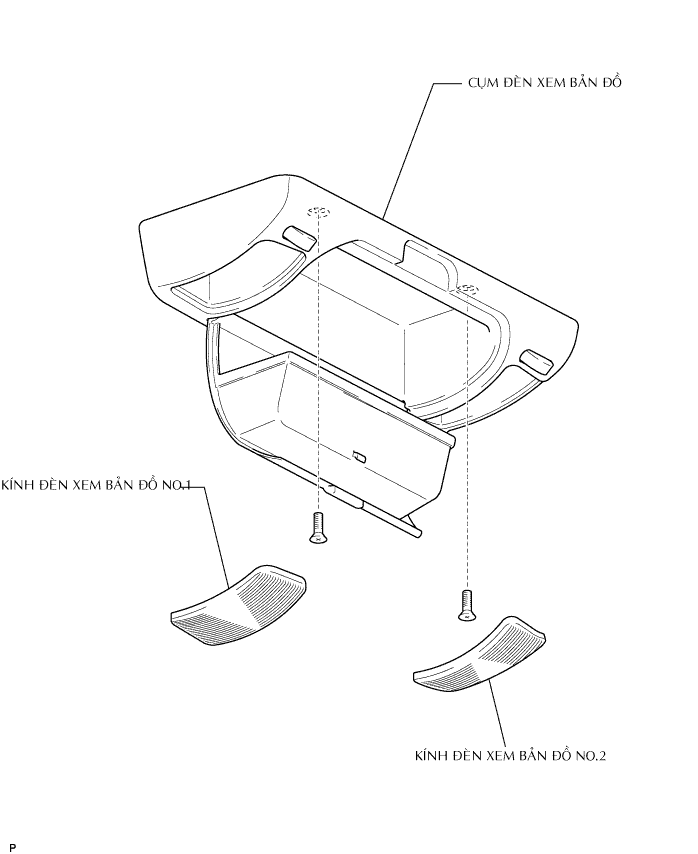 CỤM ĐÈN XEM BẢN ĐỒ
KÍNH ĐÈN XEM BẢN ĐỒ NO.1
KÍNH ĐÈN XEM BẢN ĐỒ NO.2
P